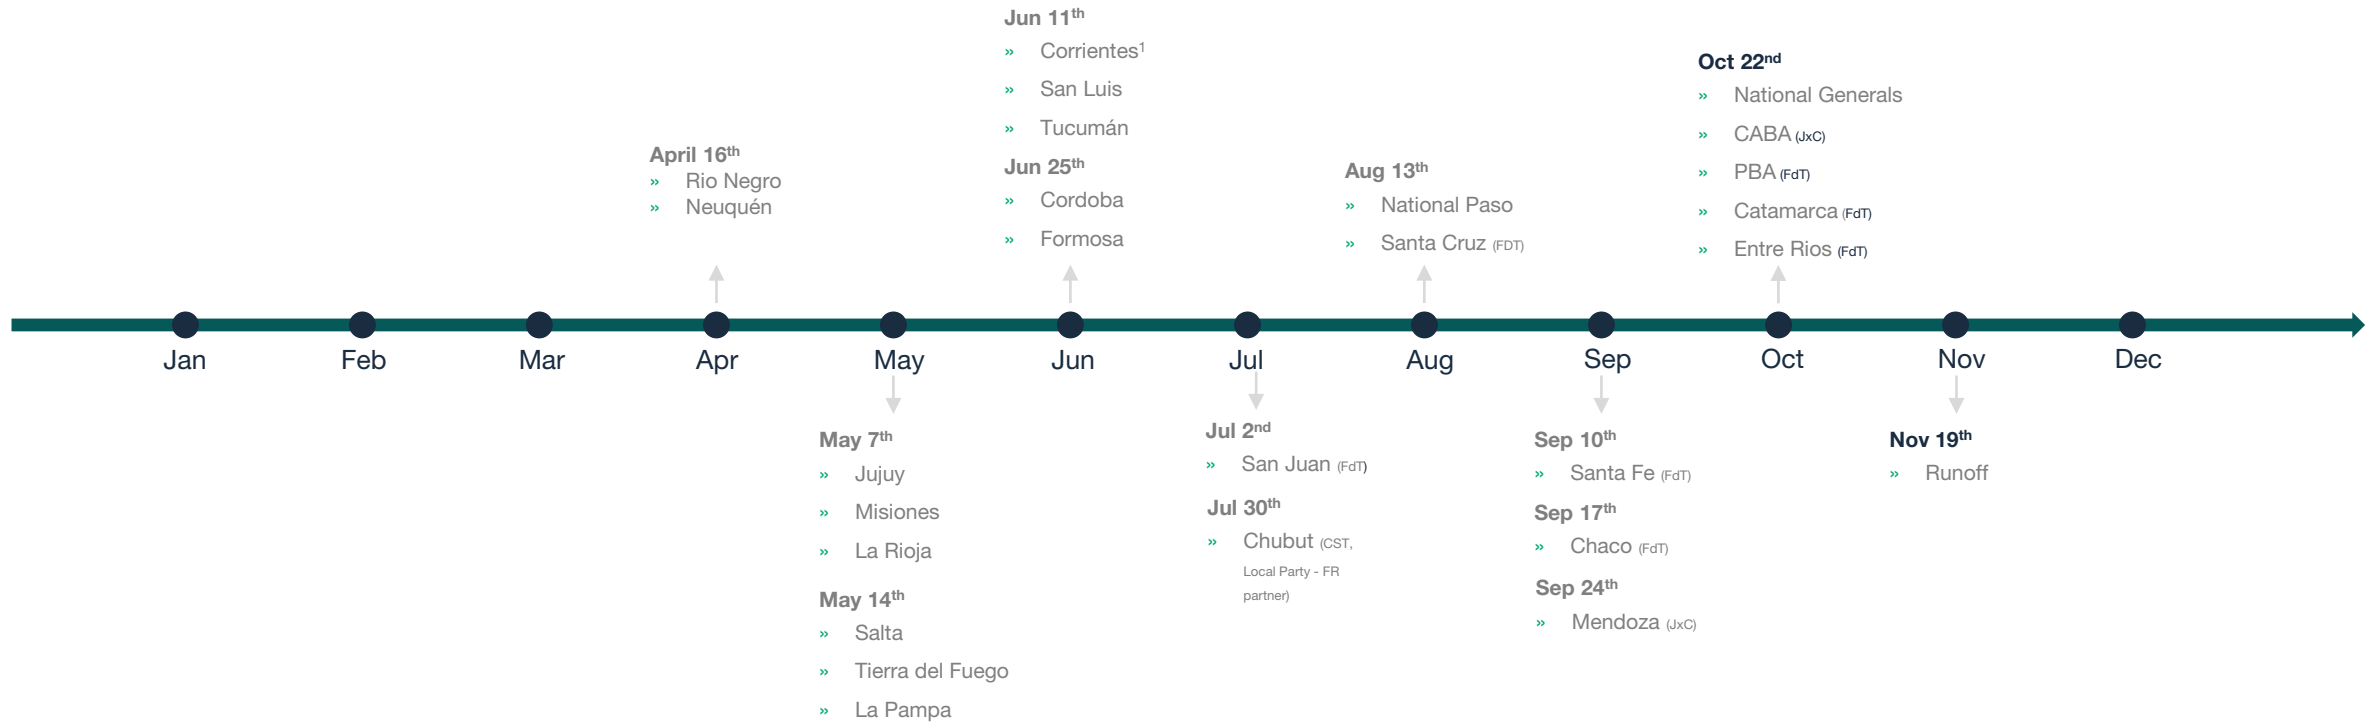 Jun 11th
» Corrientes1
» San Luis
» Tucumán
Jun 25th
» Cordoba
» Formosa
April 16th
» Rio Negro
» Neuquén
Aug 13th
» National Paso
» Santa Cruz (FDT)
Oct 22nd
» National Generals
» CABA (JxC)
» PBA (FdT)
» Catamarca (FdT)
» Entre Rios (FdT)
Jan Feb Mar Apr May Jun Jul Aug Sep Oct Nov Dec
May 7th
» Jujuy
» Misiones
» La Rioja
May 14th
» Salta
» Tierra del Fuego
» La Pampa
Jul 2nd
» San Juan (FdT)
Jul 30th
» Chubut (CST,
Local Party - FR
partner)
Sep 10th
» Santa Fe (FdT)
Sep 17th
» Chaco (FdT)
Sep 24th
» Mendoza (JxC)
Nov 19th
» Runoff